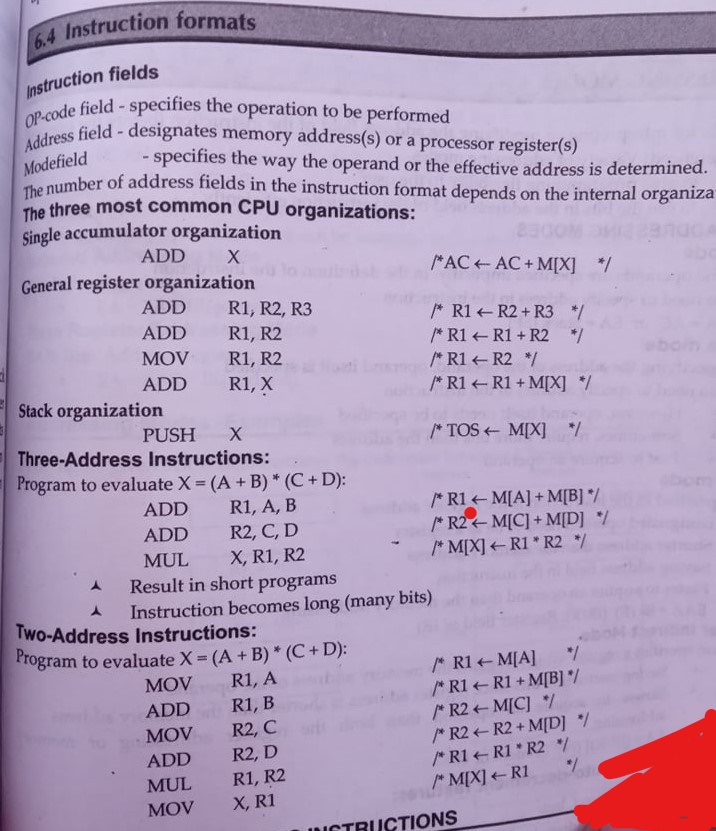 6.4 Instruction formats
Instruction fields
OP-code field - specifies the operation to be performed
Address field - designates memory address(s) or a processor register(s)
Modefield - specifies the way the operand or the effective address is determined.
The number of address fields in the instruction format depends on the internal organiza
The three most common CPU organizations:
Single accumulator organization
ADD X /*AC ← AC + M[X] */
General register organization
ADD R1, R2, R3 /* R1 ← R2 + R3 */
ADD R1, R2 /* R1 ← R1 + R2 */
MOV R1, R2 /* R1 ← R2 */
ADD R1, X /* R1 ← R1 + M[X] */
Stack organization
PUSH X /* TOS ← M[X] */
Three-Address Instructions:
Program to evaluate X = (A + B) * (C + D):
ADD R1, A, B /* R1 ← M[A] + M[B] */
ADD R2, C, D /* R2 ← M[C] + M[D] */
MUL X, R1, R2 /* M[X] ← R1 * R2 */
Result in short programs
Instruction becomes long (many bits)
Two-Address Instructions:
Program to evaluate X = (A + B) * (C + D):
MOV R1, A /* R1 ← M[A] */
ADD R1, B /* R1 ← R1 + M[B] */
MOV R2, C /* R2 ← M[C] */
ADD R2, D /* R2 ← R2 + M[D] */
MUL R1, R2 /* R1 ← R1 * R2 */
MOV X, R1 /* M[X] ← R1 */